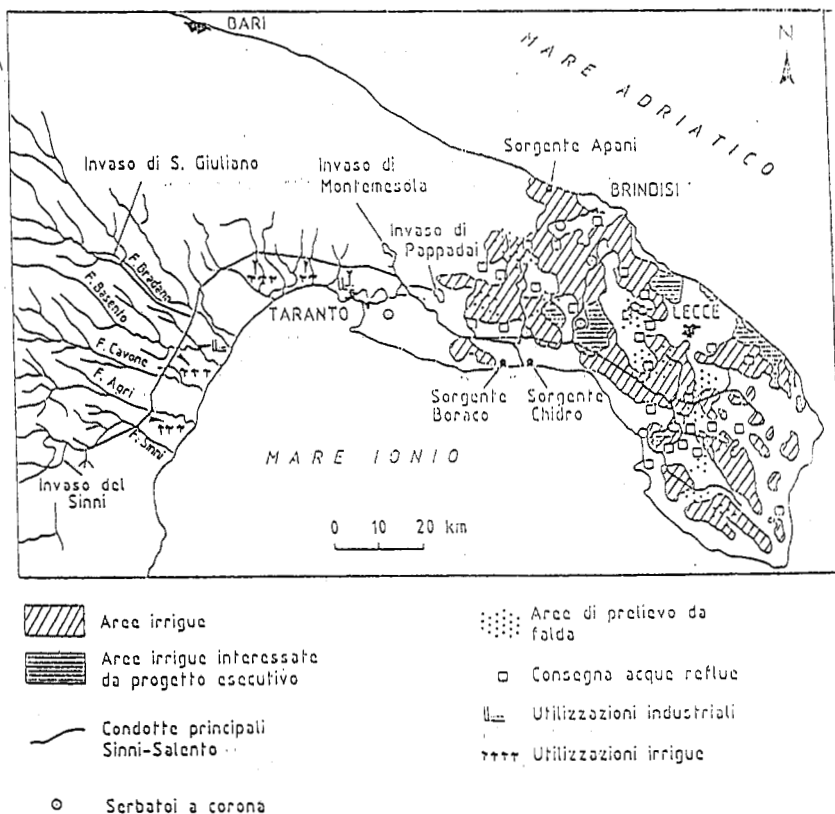 BARI
N
MARE ADRIATICO
Sorgente Apani
Invaso di S. Giuliano
Invaso di
Montemesola
BRINDISI
Invaso di
Pappadai
F. Bradano
F. Basento
TARANTO
LECCE
F. Cavone
F. Agri
Sorgente
Boraco
Sorgente
Chidro
F. Sinni
MARE IONIO
Invaso del
Sinni
0 10 20 km
Aree irrigue
Aree irrigue interessate
da progetto esecutivo
Condotte principali
Sinni-Salento
Serbatoi a corona
Aree di prelievo da
falda
Consegna acque reflue
Utilizzazioni industriali
Utilizzazioni irrigue